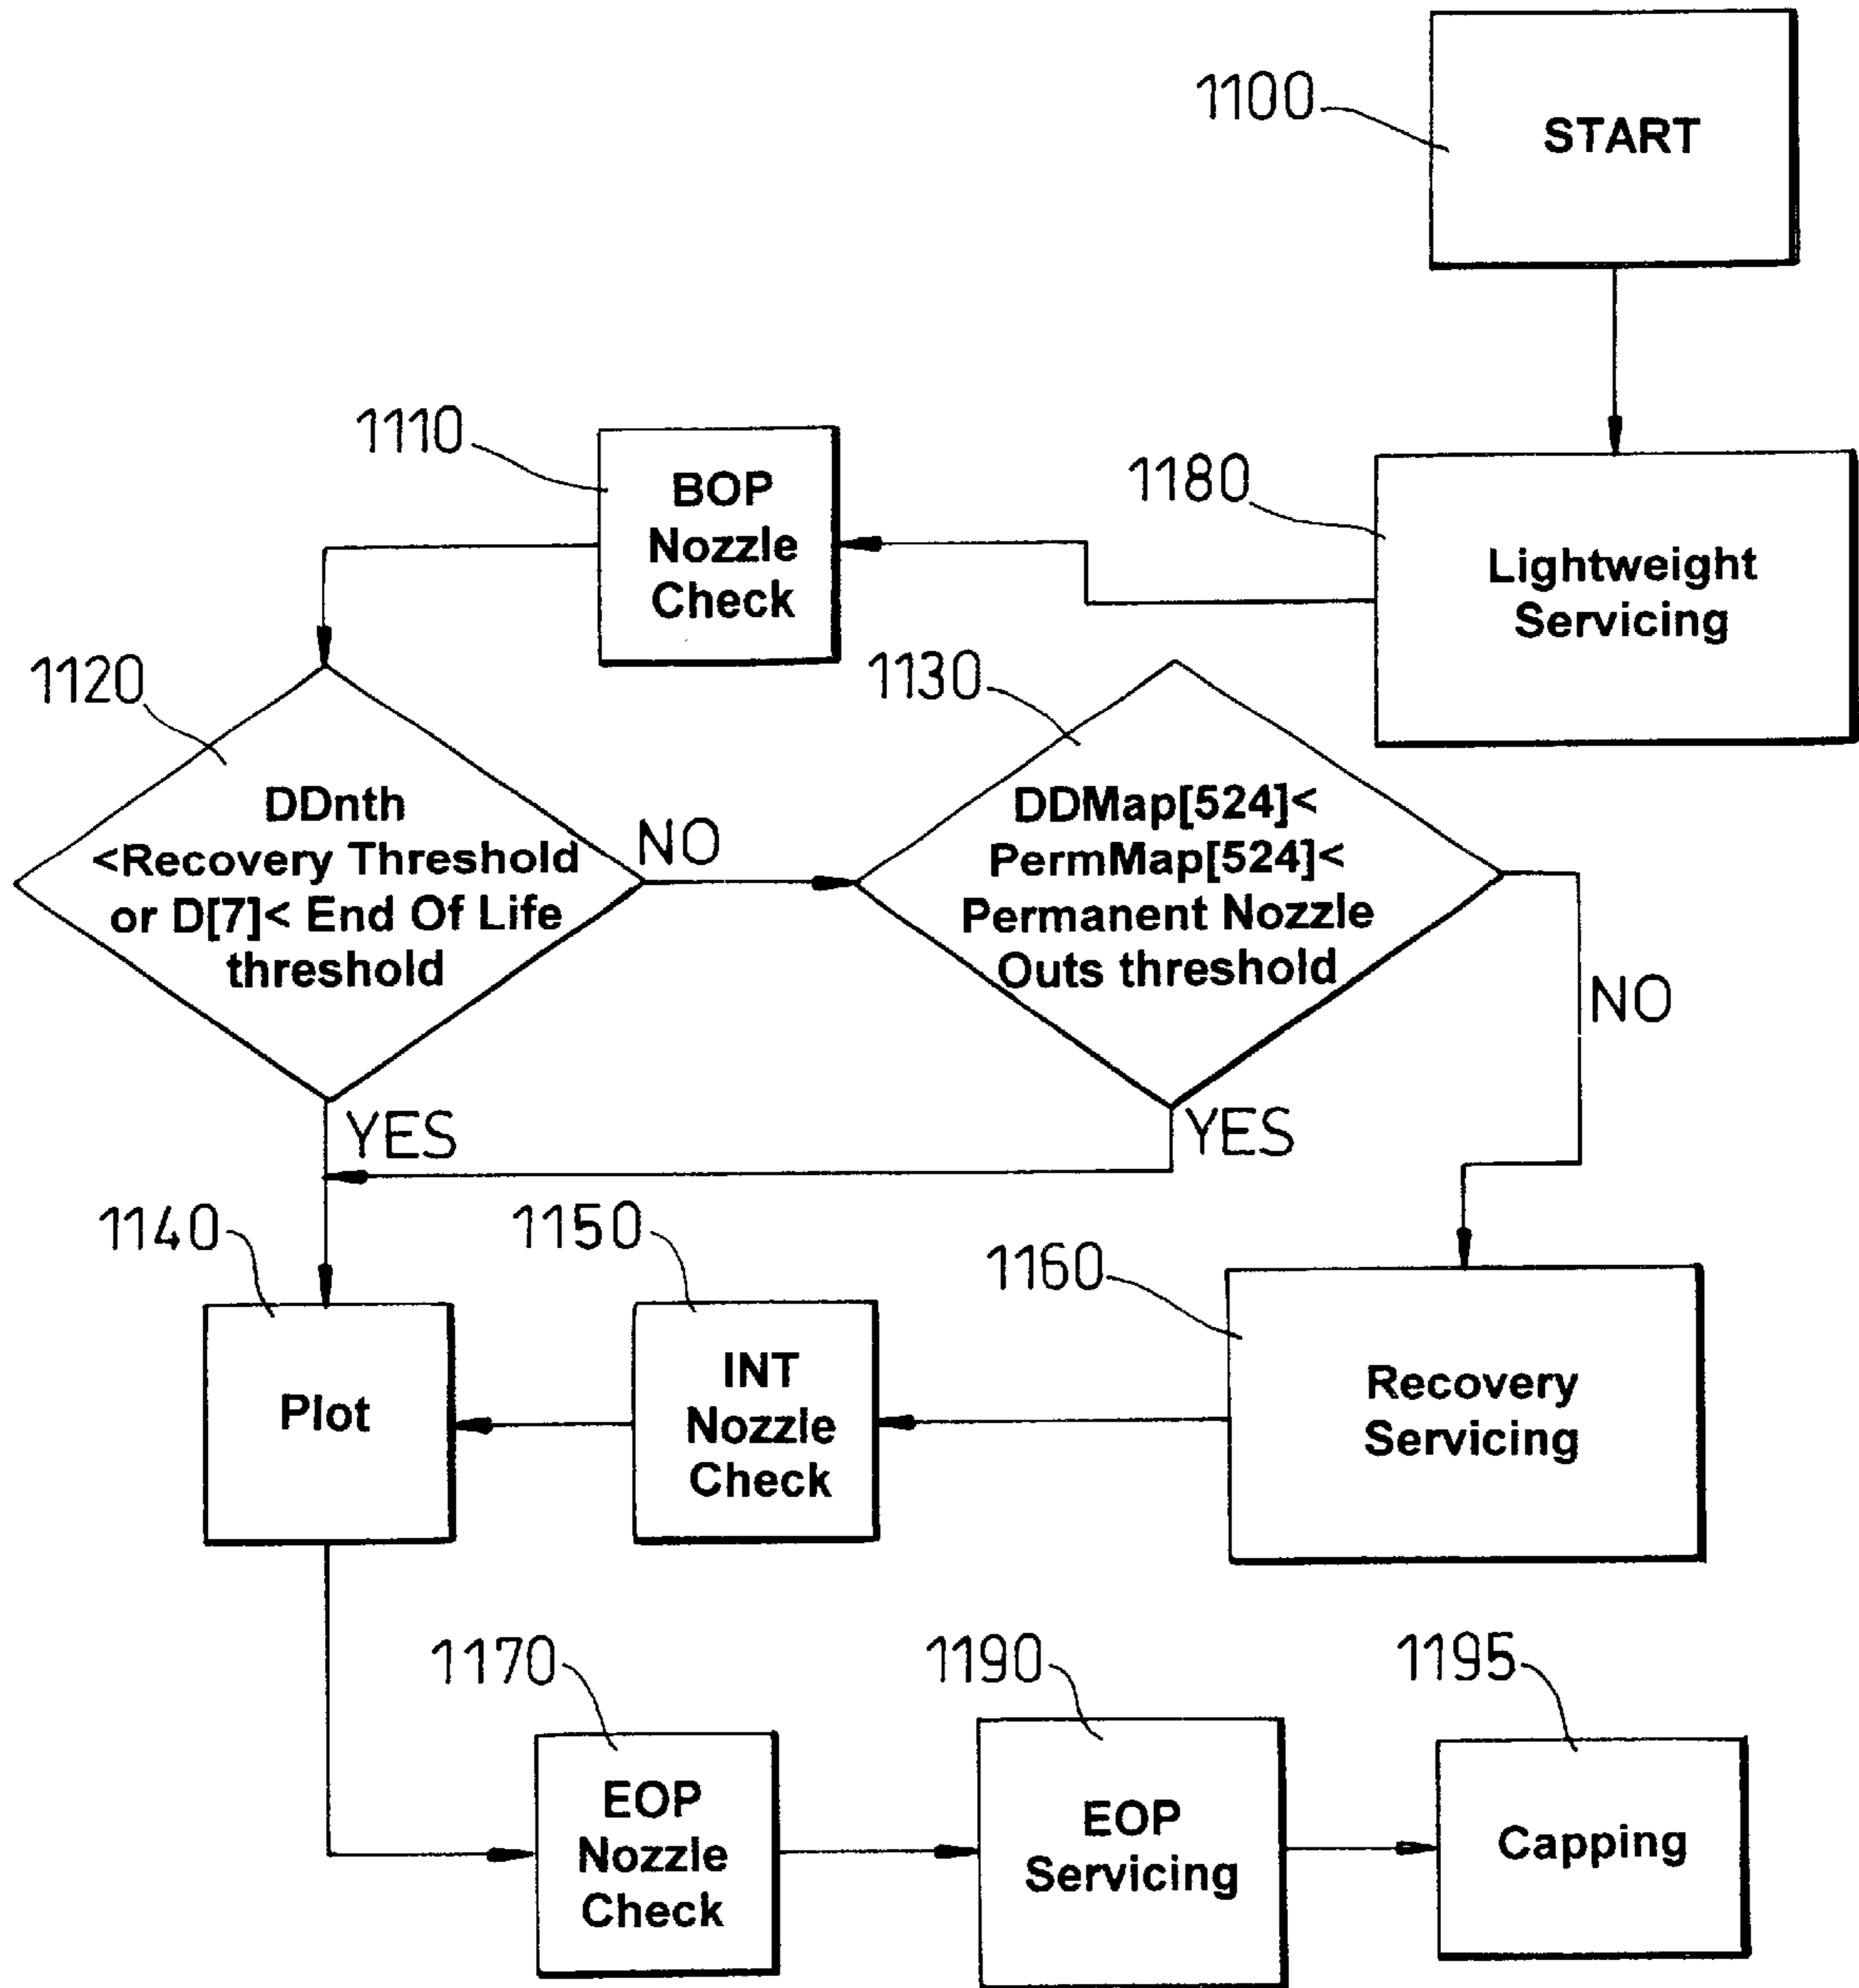 1100
START
1110
BOP
Nozzle
Check
1180
Lightweight
Servicing
1120
DDnth
<Recovery Threshold
or D[7]< End Of Life
threshold
NO
YES
1130
DDMap[524]<
PermMap[524]<
Permanent Nozzle
Outs threshold
NO
YES
1140
Plot
1150
INT
Nozzle
Check
1160
Recovery
Servicing
1170
EOP
Nozzle
Check
1190
EOP
Servicing
1195
Capping